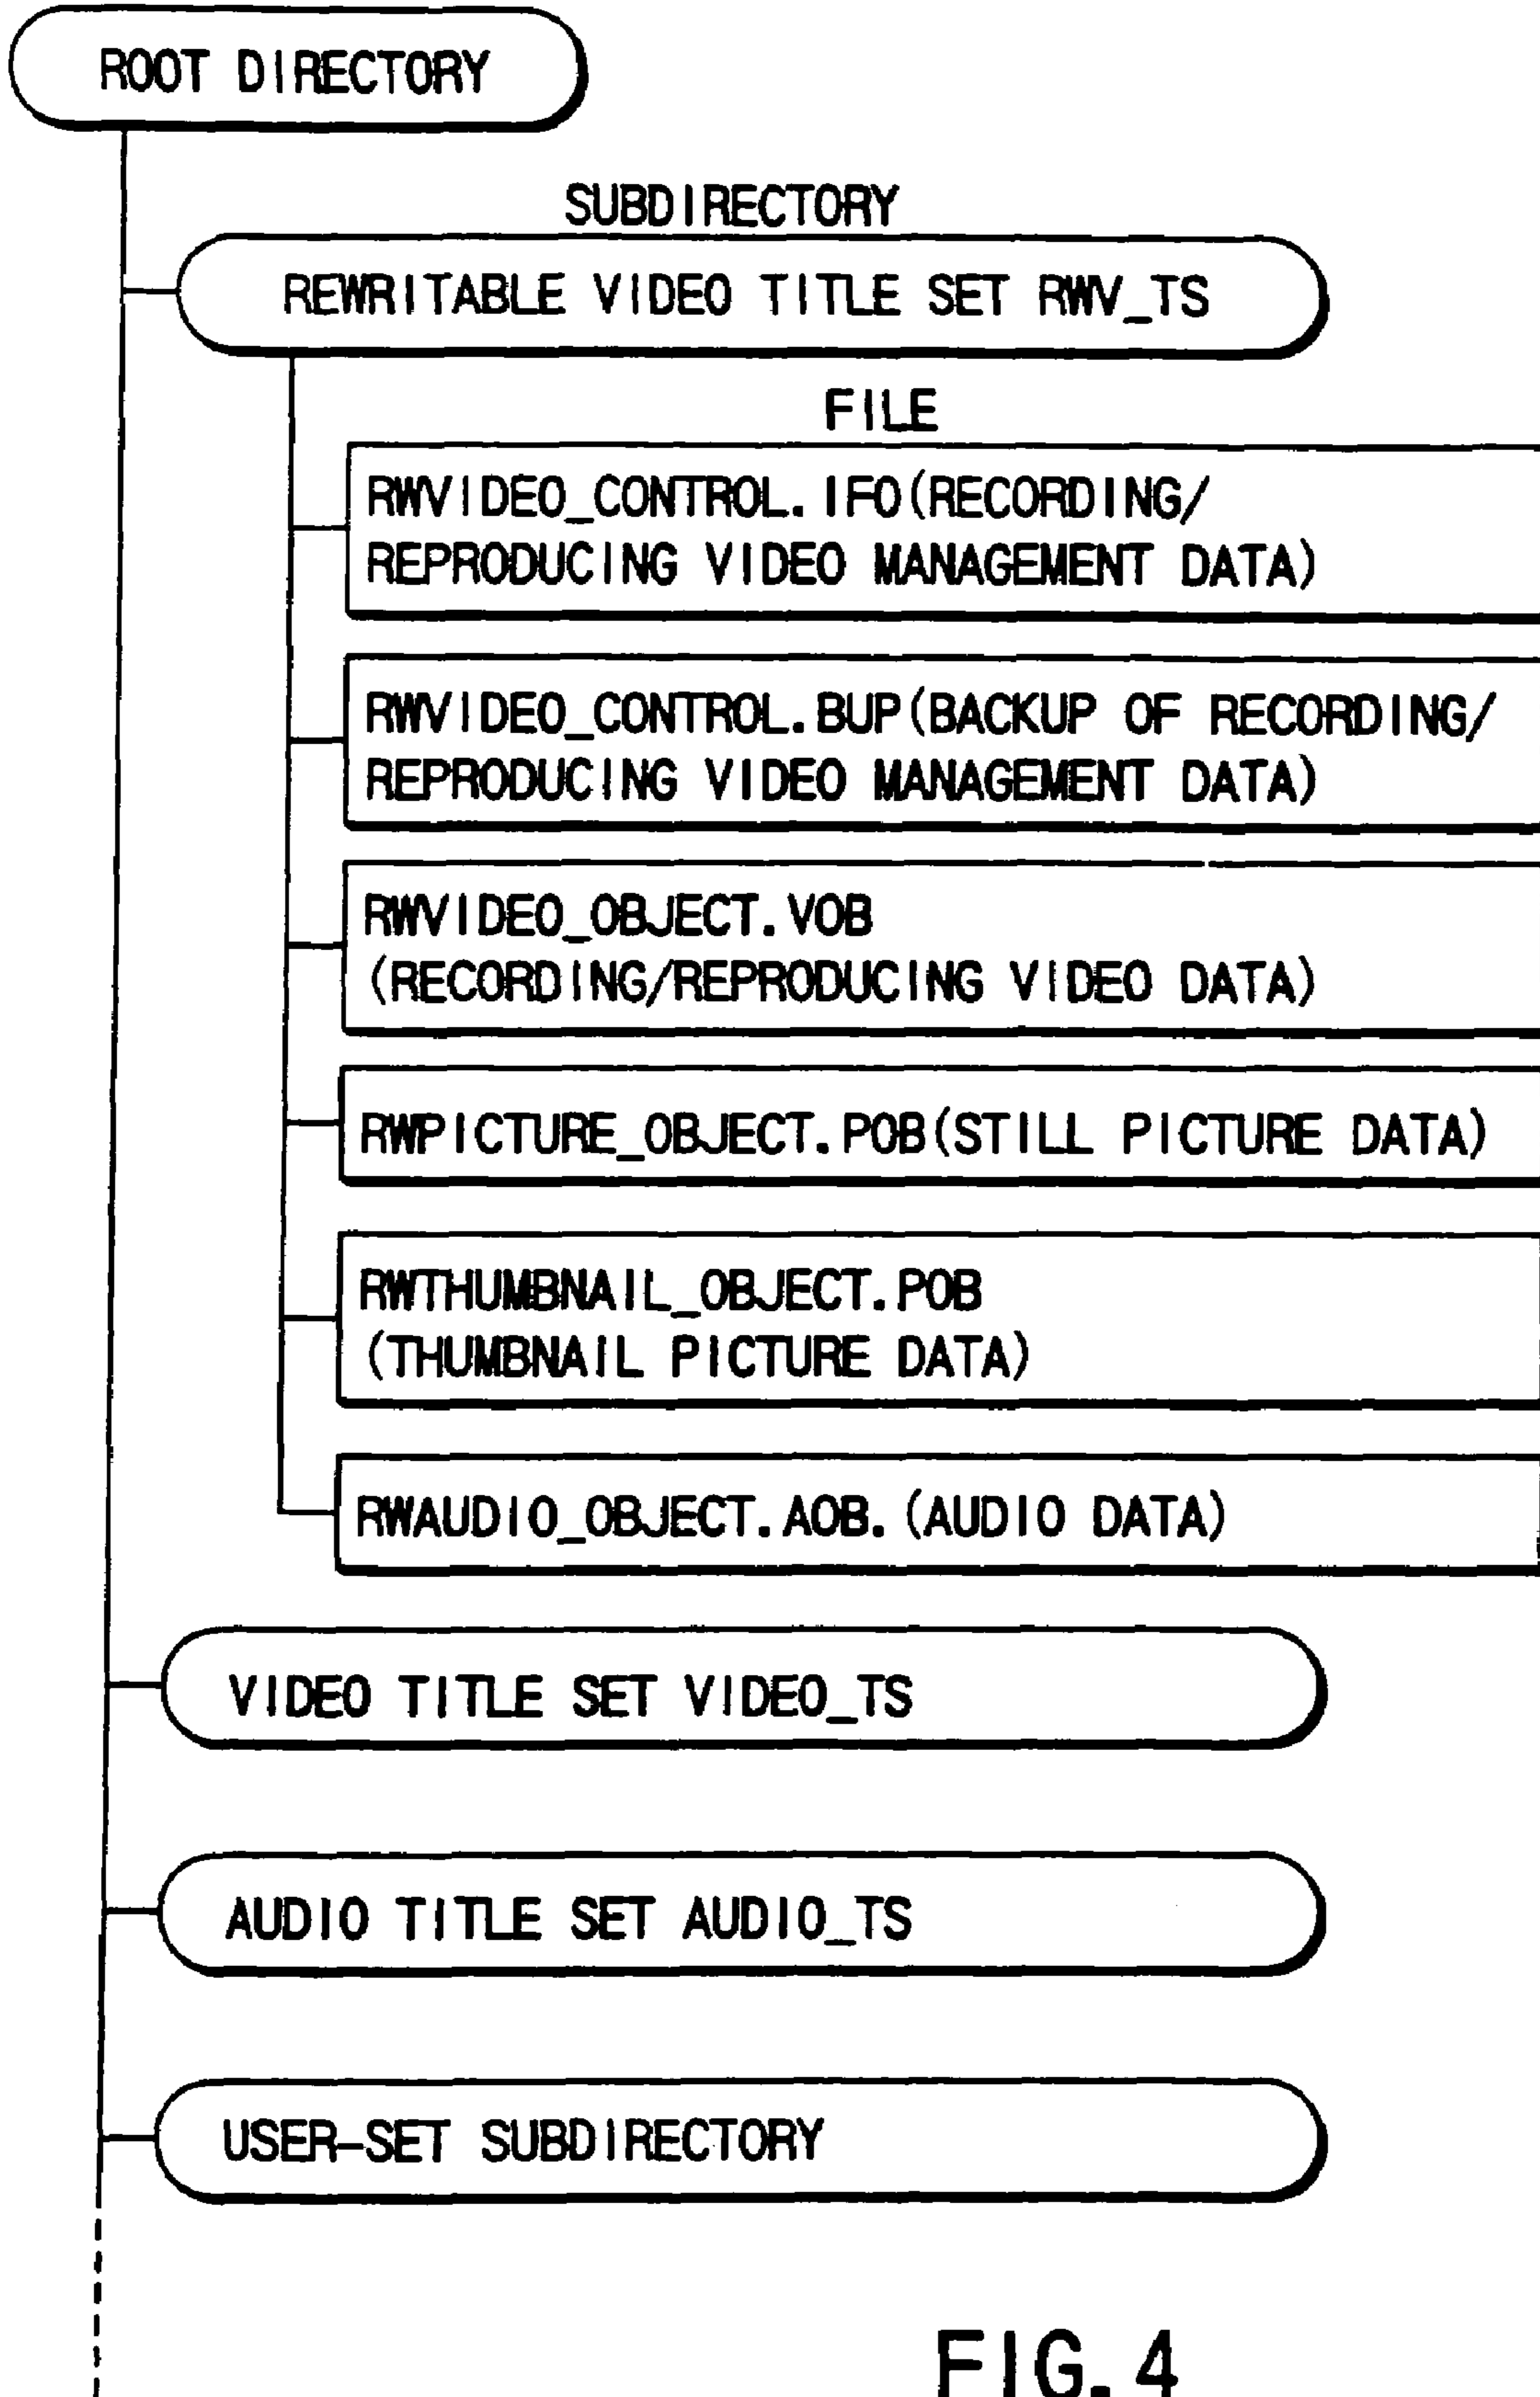 ROOT DIRECTORY
SUBDIRECTORY
REWRITABLE VIDEO TITLE SET RWV_TS
FILE
RWVIDEO_CONTROL.IFO(RECORDING/
REPRODUCING VIDEO MANAGEMENT DATA)
RWVIDEO_CONTROL.BUP(BACKUP OF RECORDING/
REPRODUCING VIDEO MANAGEMENT DATA)
RWVIDEO_OBJECT.VOB
(RECORDING/REPRODUCING VIDEO DATA)
RWPICTURE_OBJECT.POB(STILL PICTURE DATA)
RWTHUMBNAIL_OBJECT.POB
(THUMBNAIL PICTURE DATA)
RWAUDIO_OBJECT.AOB.(AUDIO DATA)
VIDEO TITLE SET VIDEO_TS
AUDIO TITLE SET AUDIO_TS
USER-SET SUBDIRECTORY
FIG.4